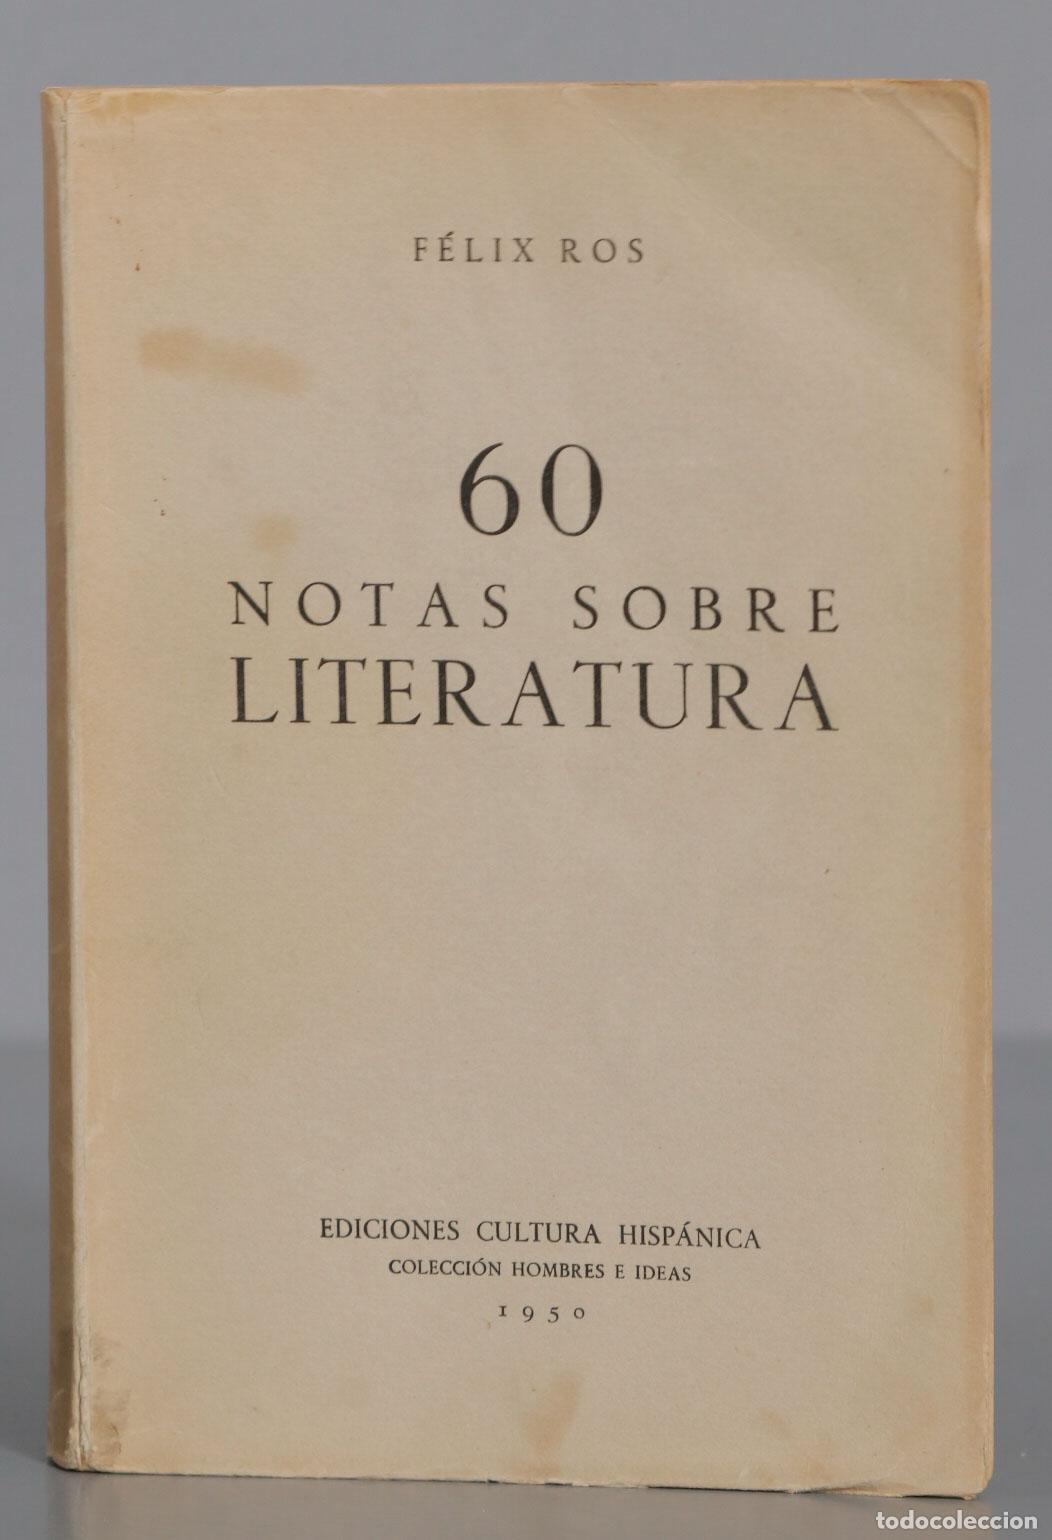 FÉLIX ROS
60
NOTAS SOBRE
LITERATURA
EDICIONES CULTURA HISPÁNICA
COLECCIÓN HOMBRES E IDEAS
1950
todocoleccion